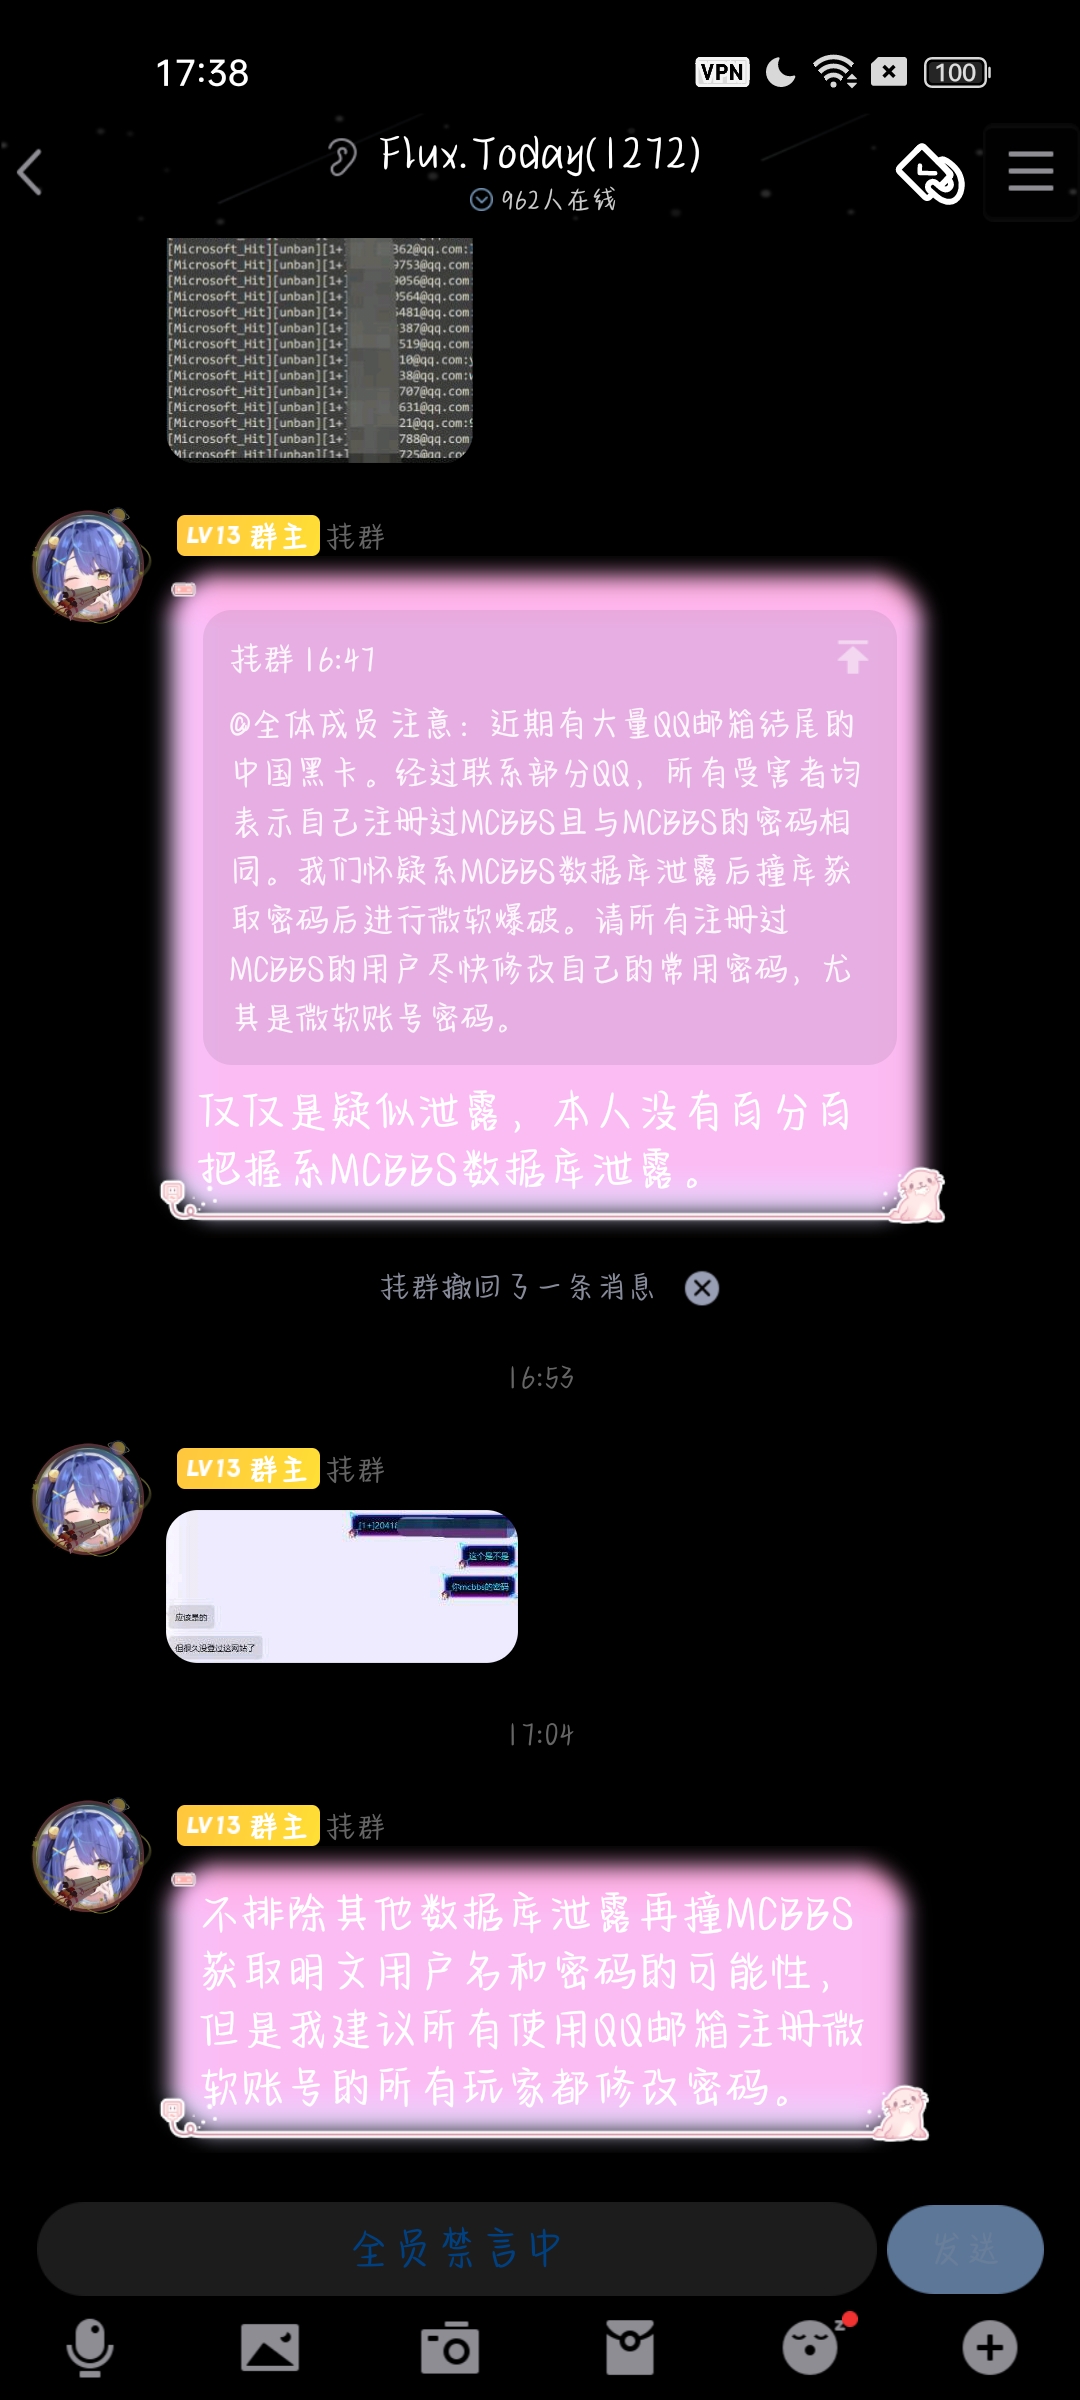 17:38
VPN
100
Flux.Today(1272)
962人在线
[Microsoft_Hit][unban][1+] 362@qq.com:
[Microsoft_Hit][unban][1+] 9753@qq.com
[Microsoft_Hit][unban][1+] 9056@qq.com
[Microsoft_Hit][unban][1+] 0564@qq.com
[Microsoft_Hit][unban][1+] 5481@qq.com
[Microsoft_Hit][unban][1+] 387@qq.com:
[Microsoft_Hit][unban][1+] 519@qq.com:
[Microsoft_Hit][unban][1+] 10@qq.com:y
[Microsoft_Hit][unban][1+] 38@qq.com:w
[Microsoft_Hit][unban][1+] 707@qq.com:
[Microsoft_Hit][unban][1+] 631@qq.com:
[Microsoft_Hit][unban][1+] 21@qq.com:9
[Microsoft_Hit][unban][1+] 788@qq.com
[Microsoft_Hit][unban][1+] 725@qq.co
LV13 群主 挂群
挂群 16:47
@全体成员 注意：近期有大量QQ邮箱结尾的
中国黑卡。经过联系部分QQ，所有受害者均
表示自己注册过MCBBS且与MCBBS的密码相
同。我们怀疑系MCBBS数据库泄露后撞库获
取密码后进行微软爆破。请所有注册过
MCBBS的用户尽快修改自己的常用密码，尤
其是微软账号密码。
仅仅是疑似泄露，本人没有百分百
把握系MCBBS数据库泄露。
挂群撤回了一条消息
16:53
LV13 群主 挂群
[1+]2041
这个是不是
你mcbbs的密码
应该是的
但很久没登过这网站了
17:04
LV13 群主 挂群
不排除其他数据库泄露再撞MCBBS
获取明文用户名和密码的可能性，
但是我建议所有使用QQ邮箱注册微
软账号的所有玩家都修改密码。
全员禁言中
发送